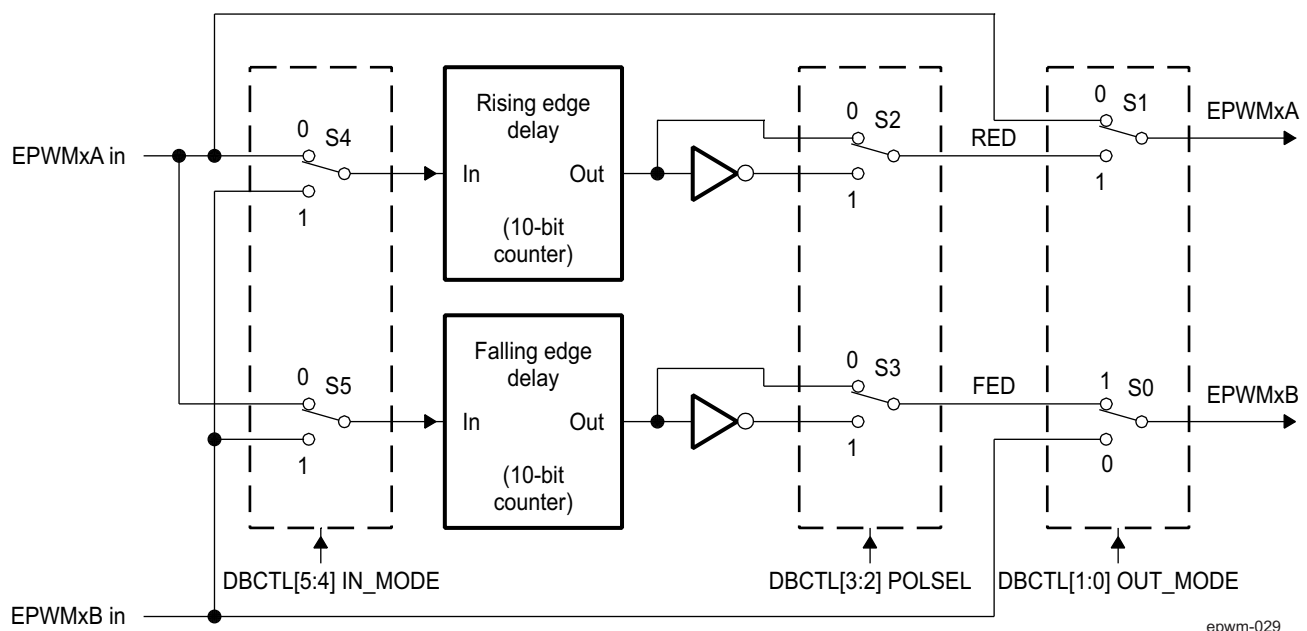 EPWMxA in
0
S4
1
Rising edge
delay
In
Out
(10-bit
counter)
0
S2
1
RED
0
S1
1
EPWMxA
0
S5
1
Falling edge
delay
In
Out
(10-bit
counter)
0
S3
1
FED
1
S0
0
EPWMxB
DBCTL[5:4] IN_MODE
DBCTL[3:2] POLSEL
DBCTL[1:0] OUT_MODE
EPWMxB in
epwm-029